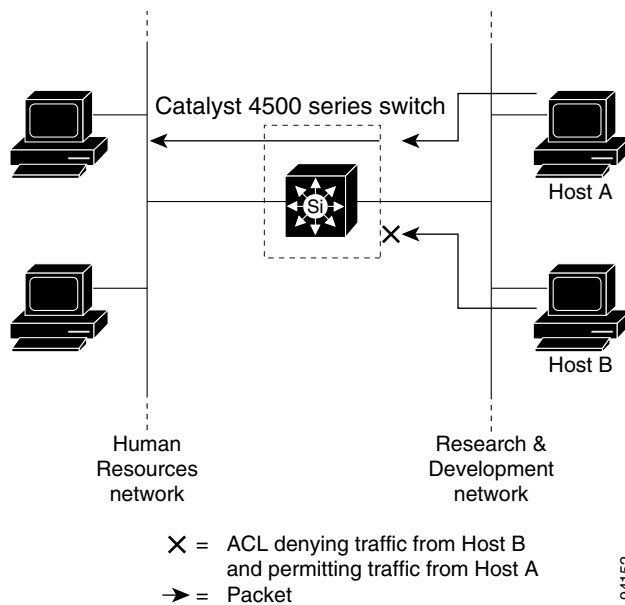 Catalyst 4500 series switch
Si
Host A
Host B
Human
Resources
network
Research &
Development
network
X = ACL denying traffic from Host B
and permitting traffic from Host A
= Packet
94152